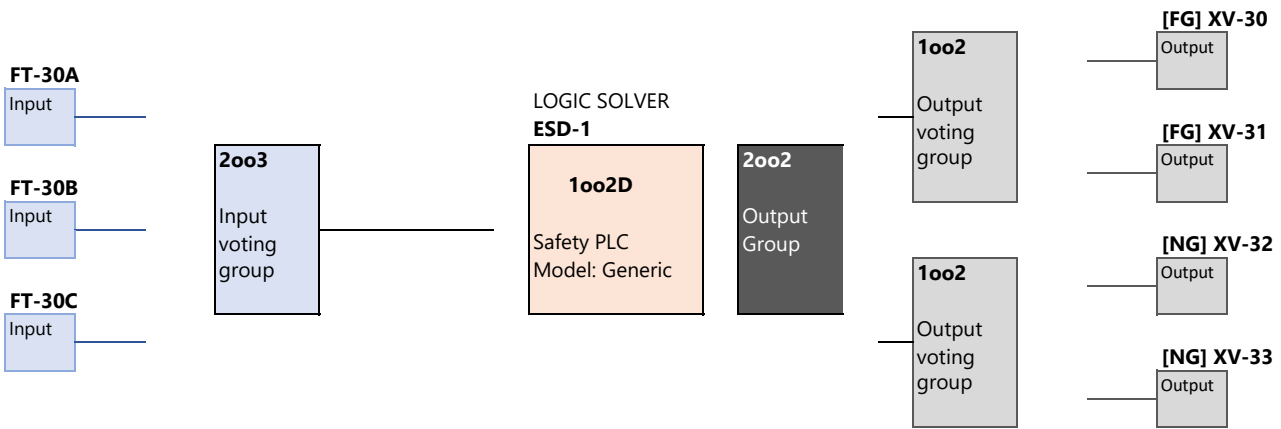 FT-30A
Input
FT-30B
Input
FT-30C
Input
2oo3
Input
voting
group
LOGIC SOLVER
ESD-1
1oo2D
Safety PLC
Model: Generic
2oo2
Output
Group
1oo2
Output
voting
group
1oo2
Output
voting
group
[FG] XV-30
Output
[FG] XV-31
Output
[NG] XV-32
Output
[NG] XV-33
Output